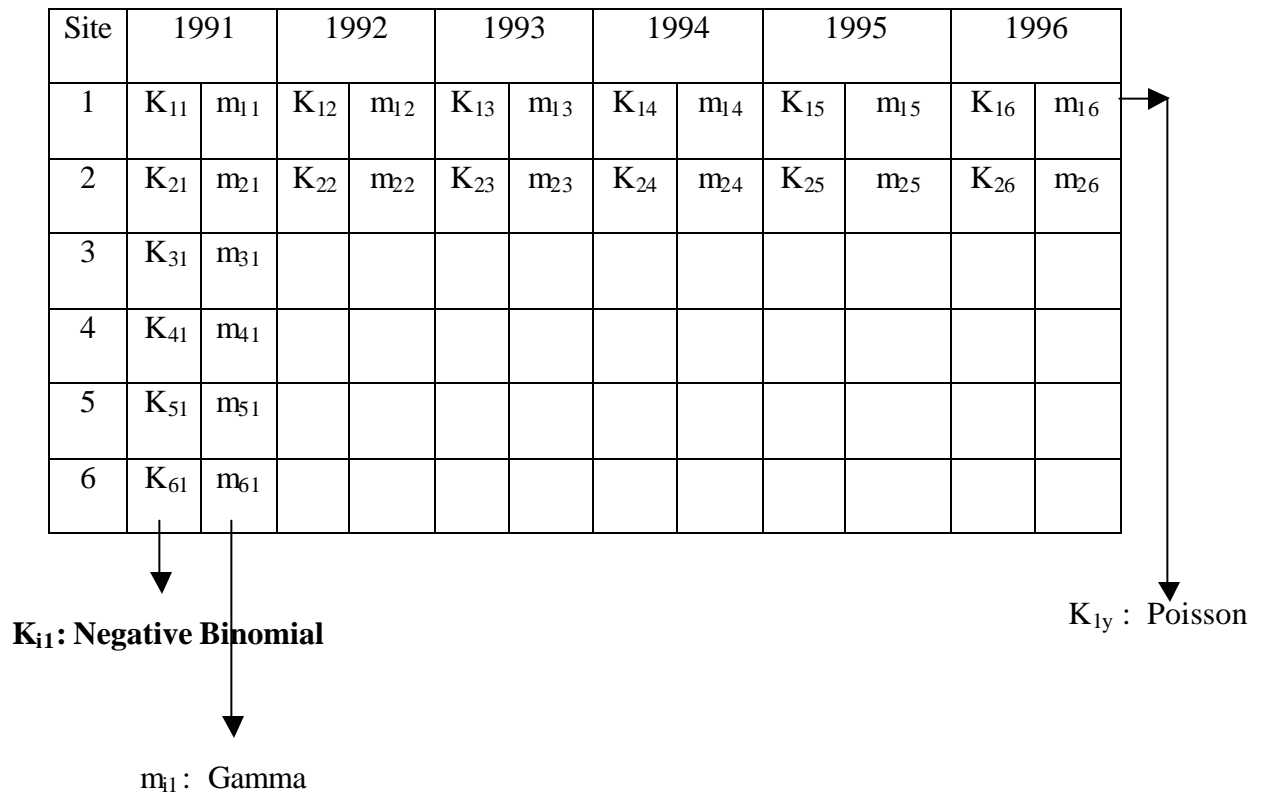 Site 1991 1992 1993 1994 1995 1996
1 K11 m11 K12 m12 K13 m13 K14 m14 K15 m15 K16 m16
2 K21 m21 K22 m22 K23 m23 K24 m24 K25 m25 K26 m26
3 K31 m31
4 K41 m41
5 K51 m51
6 K61 m61
Ki1: Negative Binomial
K1y : Poisson
mi1: Gamma